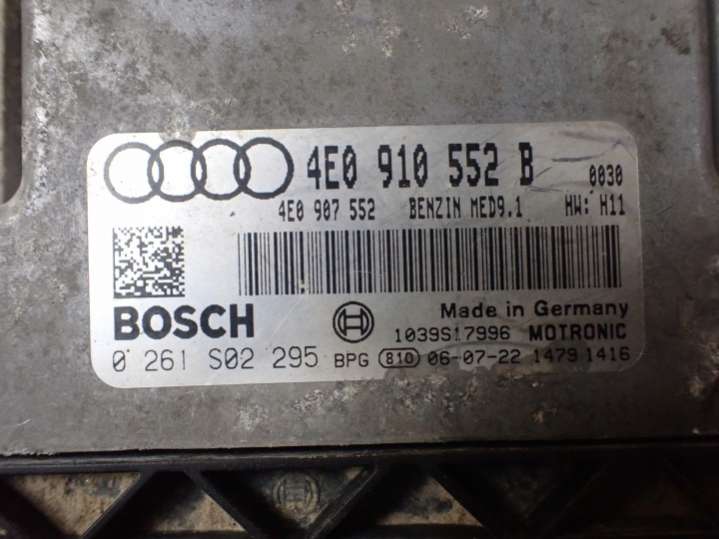 4E0 910 552 B 0030
4E0 907 552 BENZIN MED9.1 HW: H11
BOSCH Made in Germany
1039S17996 MOTRONIC
0 261 S02 295 BPG 810 06-07-22 1479 1416